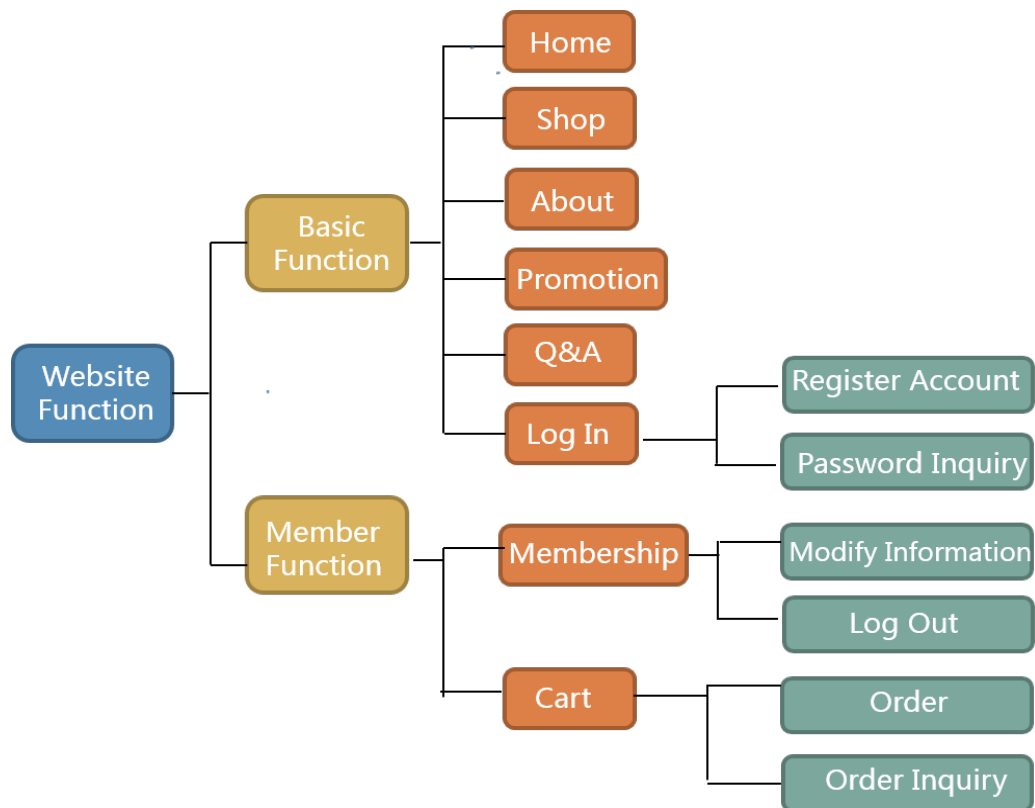 Home
Shop
About
Promotion
Q&A
Log In
Basic
Function
Website
Function
Register Account
Password Inquiry
Member
Function
Membership
Modify Information
Log Out
Cart
Order
Order Inquiry